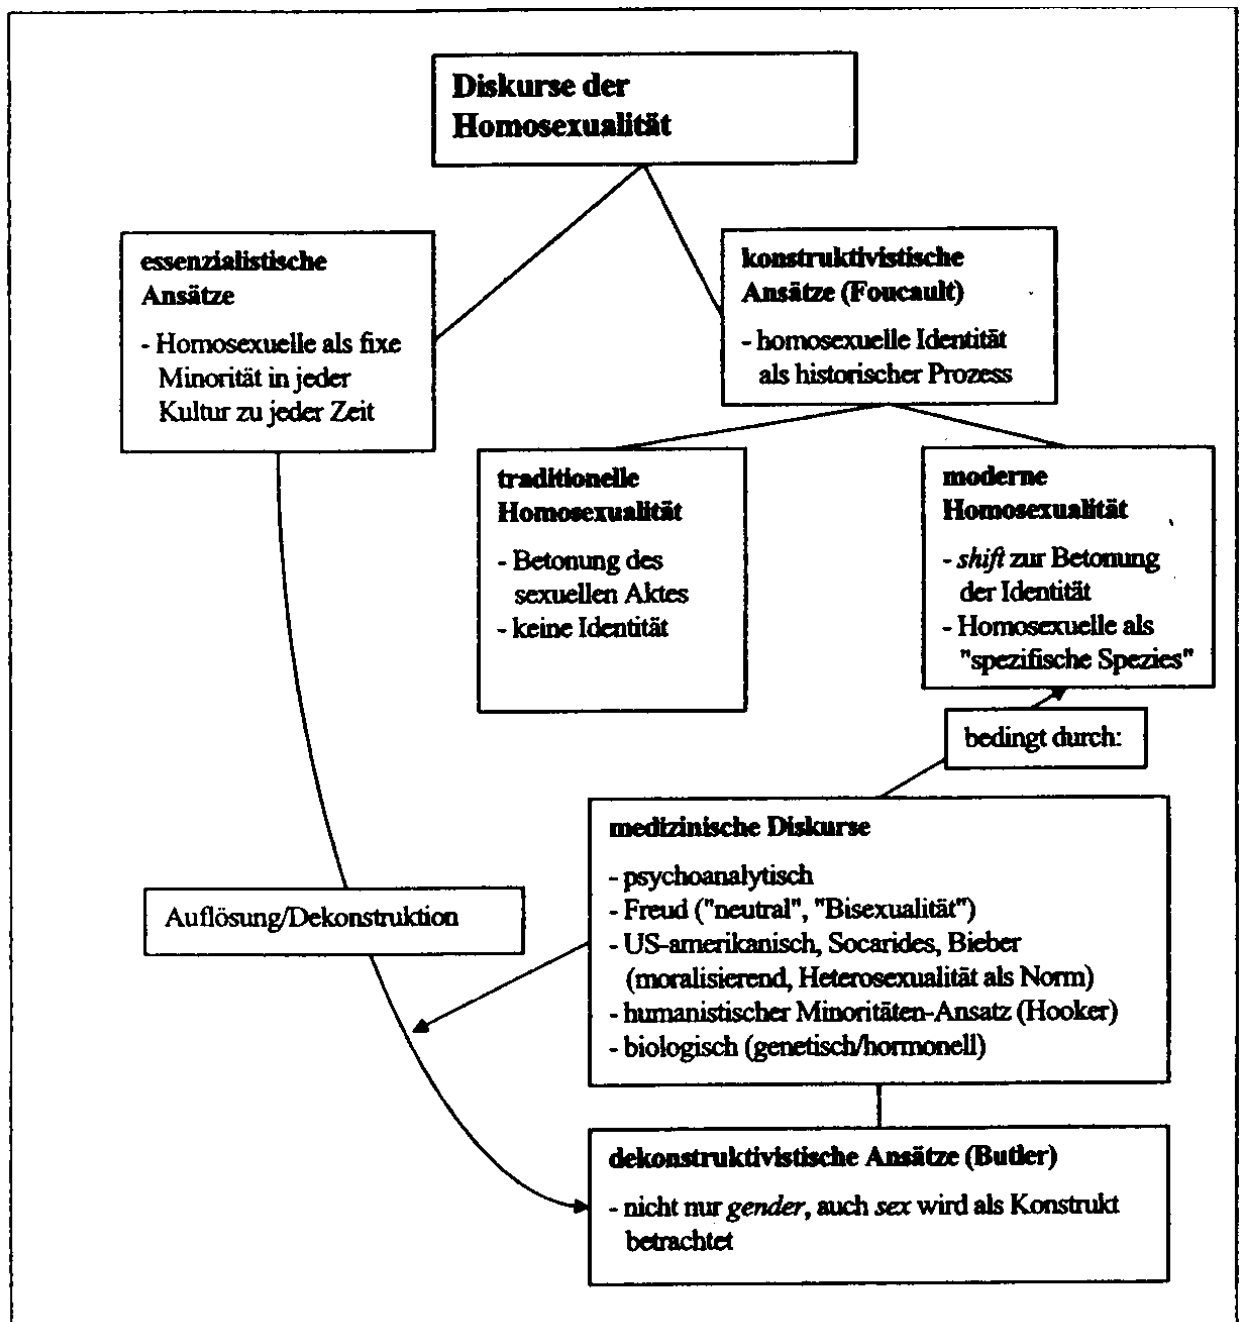 Diskurse der
Homosexualität
essenzialistische
Ansätze
- Homosexuelle als fixe
Minorität in jeder
Kultur zu jeder Zeit
konstruktivistische
Ansätze (Foucault)
- homosexuelle Identität
als historischer Prozess
traditionelle
Homosexualität
- Betonung des
sexuellen Aktes
- keine Identität
moderne
Homosexualität
- shift zur Betonung
der Identität
- Homosexuelle als
"spezifische Spezies"
bedingt durch:
medizinische Diskurse
- psychoanalytisch
- Freud ("neutral", "Bisexualität")
- US-amerikanisch, Socarides, Bieber
(moralisierend, Heterosexualität als Norm)
- humanistischer Minoritäten-Ansatz (Hooker)
- biologisch (genetisch/hormonell)
Auflösung/Dekonstruktion
dekonstruktivistische Ansätze (Butler)
- nicht nur gender, auch sex wird als Konstrukt
betrachtet